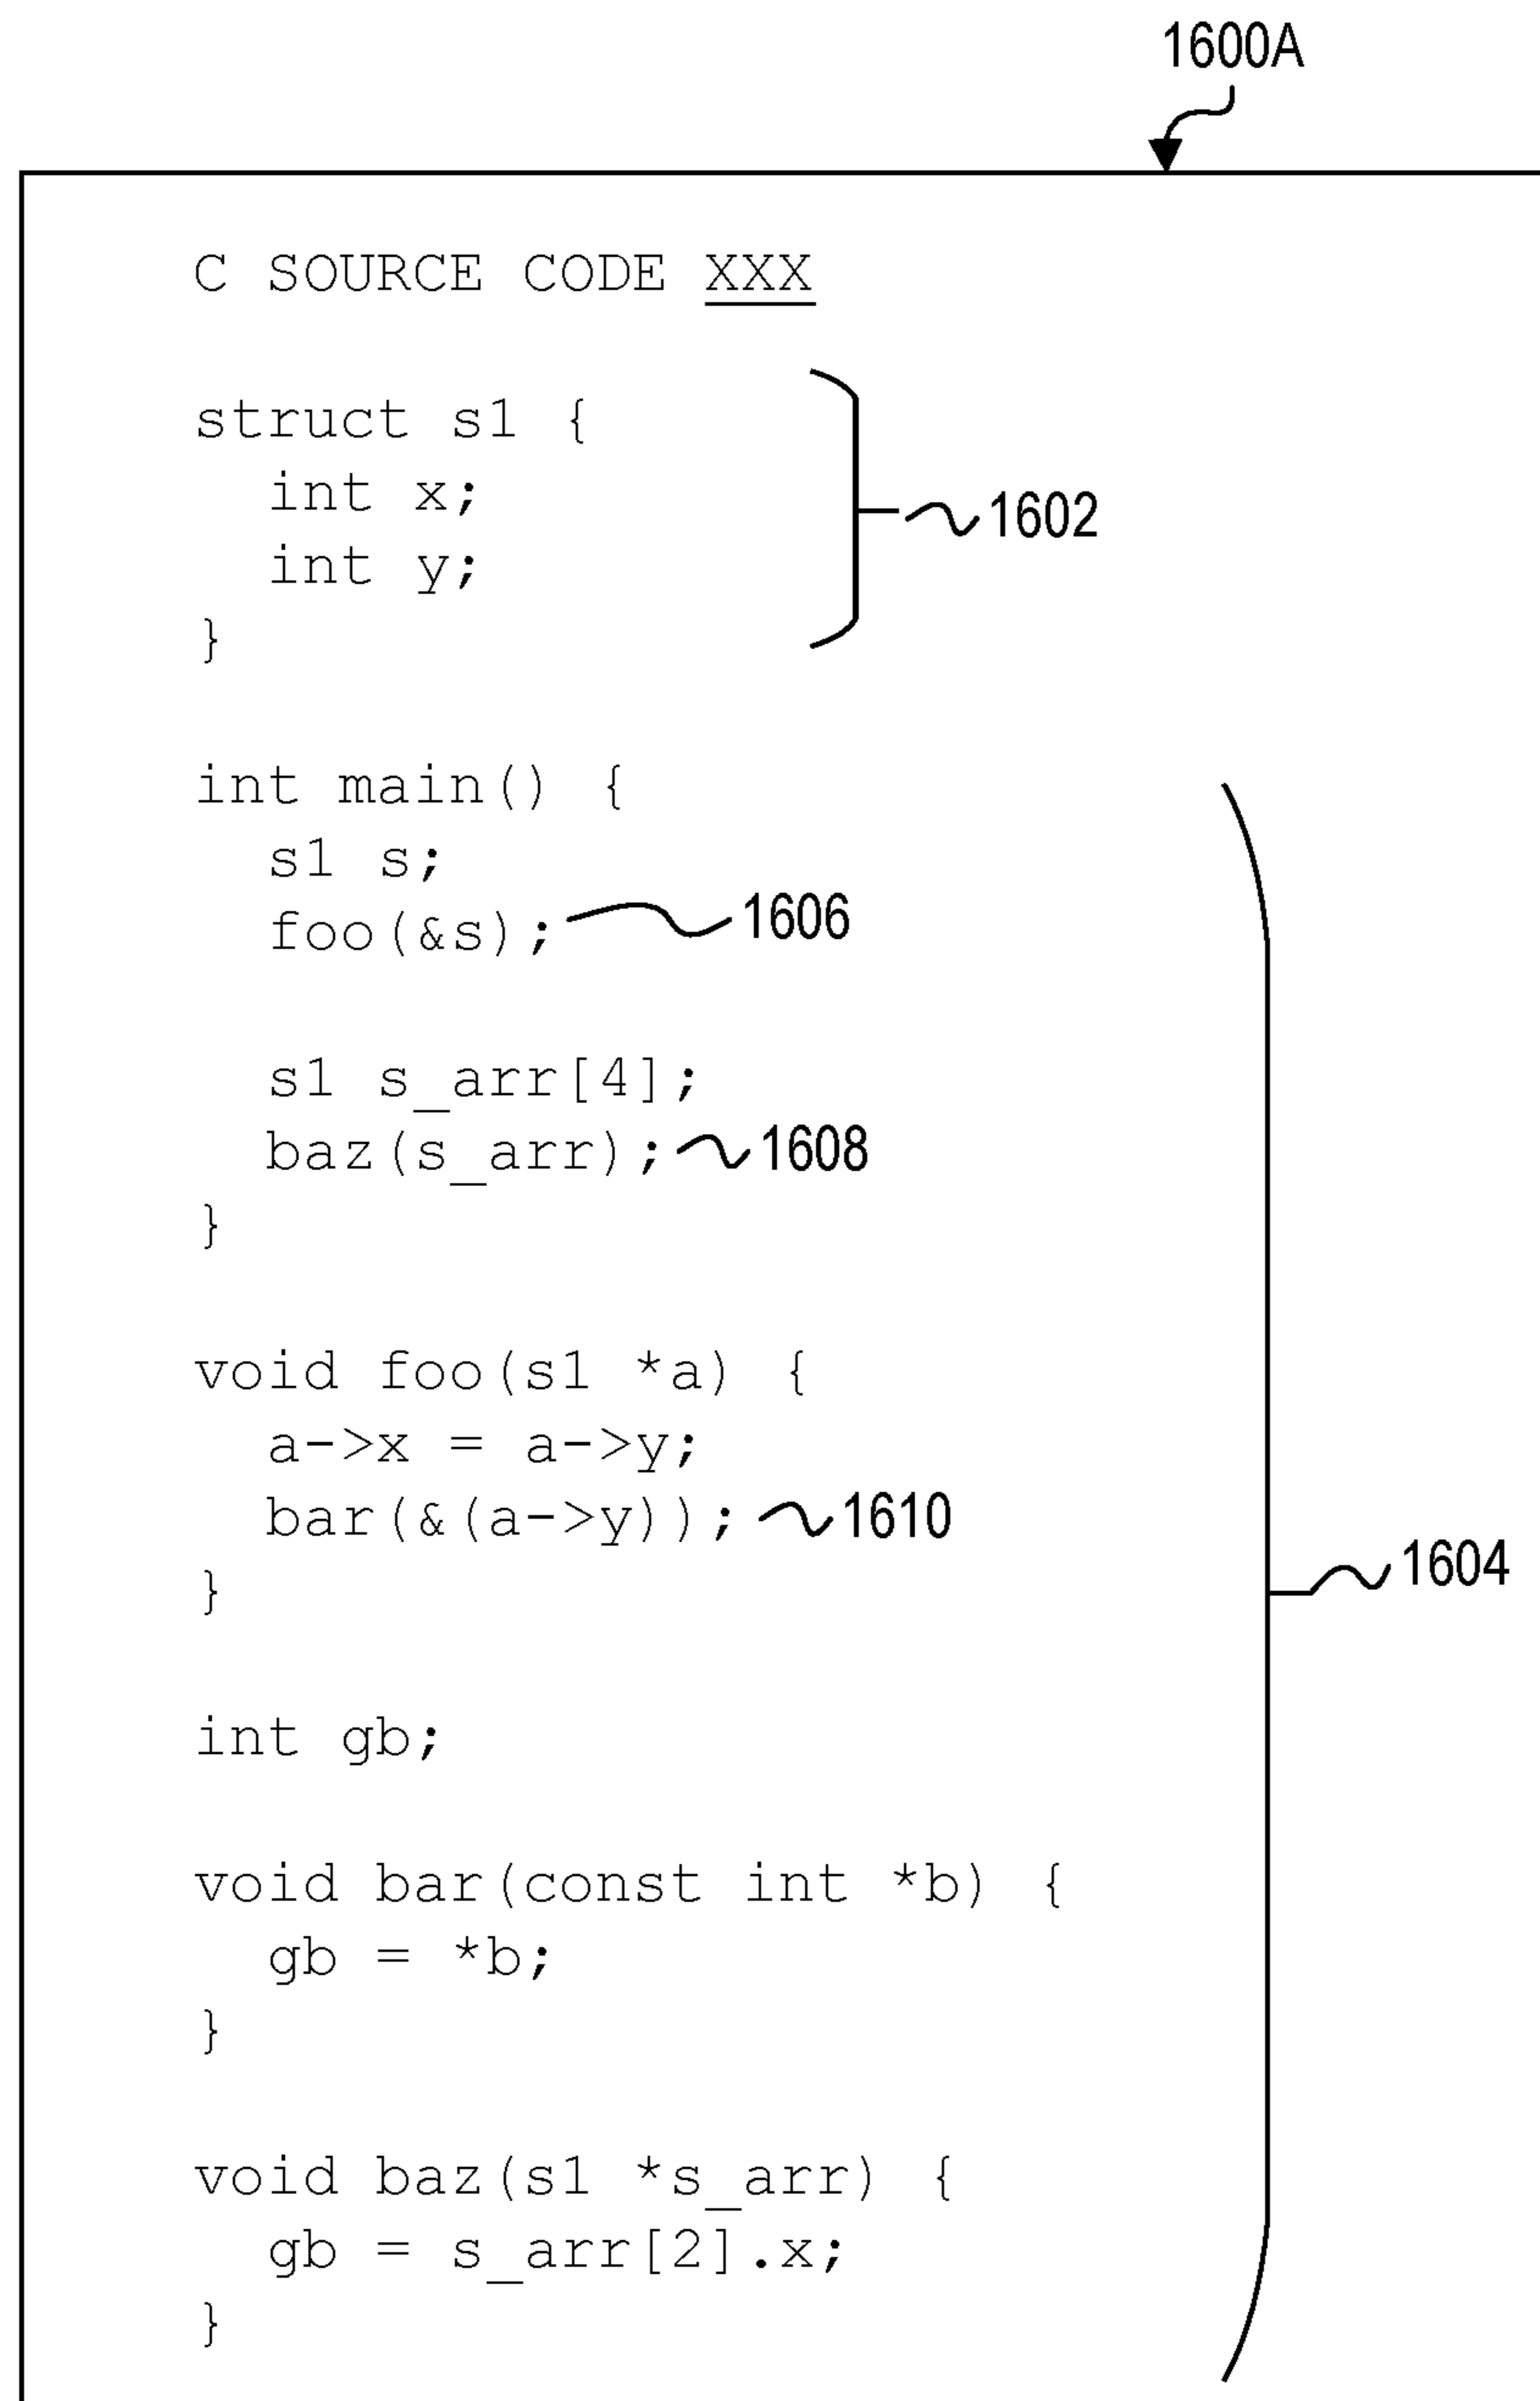 1600A
C SOURCE CODE XXX
struct s1 {
  int x;
  int y;
}
1602
int main() {
  s1 s;
  foo(&s); 1606
  s1 s_arr[4];
  baz(s_arr); 1608
}
void foo(s1 *a) {
  a->x = a->y;
  bar(&(a->y)); 1610
}
1604
int gb;
void bar(const int *b) {
  gb = *b;
}
void baz(s1 *s_arr) {
  gb = s_arr[2].x;
}